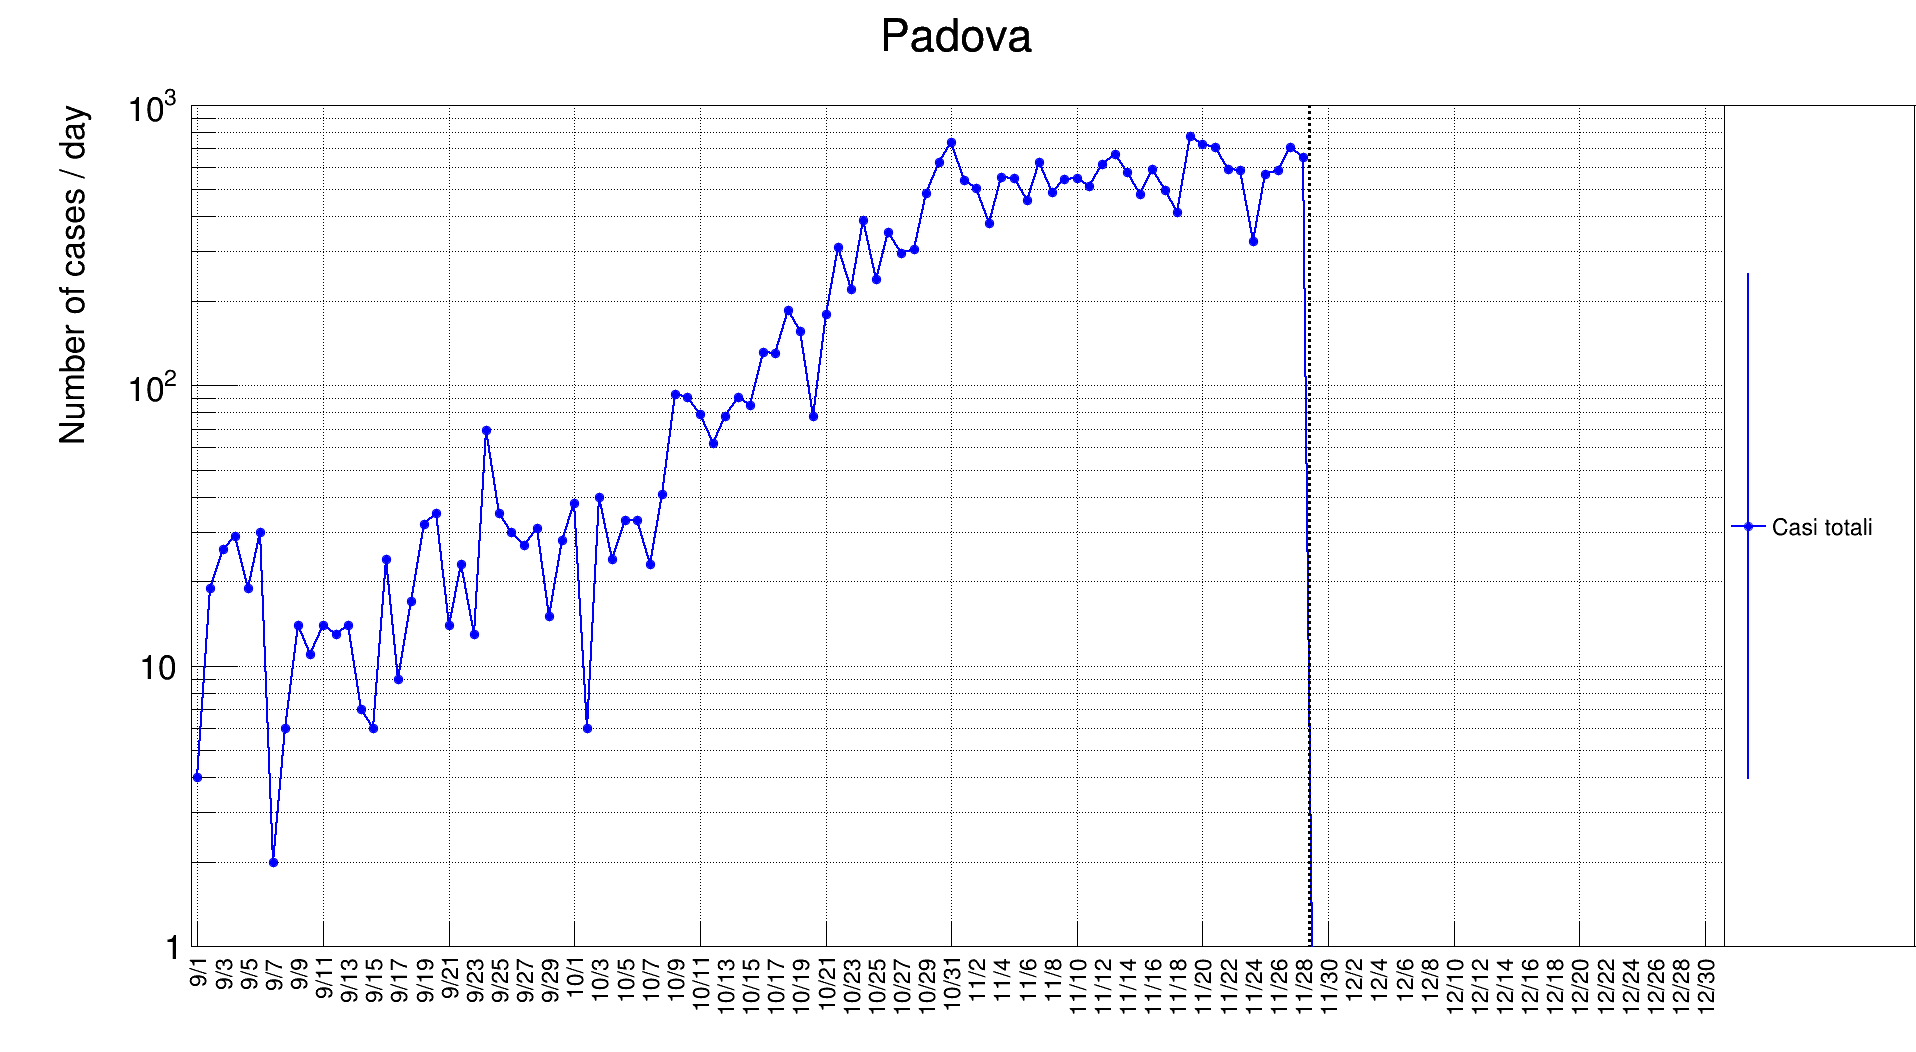 Padova
Number of cases / day
10³
10²
10
1
9/1 9/3 9/5 9/7 9/9 9/11 9/13 9/15 9/17 9/19 9/21 9/23 9/25 9/27 9/29 10/1 10/3 10/5 10/7 10/9 10/11 10/13 10/15 10/17 10/19 10/21 10/23 10/25 10/27 10/29 10/31 11/2 11/4 11/6 11/8 11/10 11/12 11/14 11/16 11/18 11/20 11/22 11/24 11/26 11/28 11/30 12/2 12/4 12/6 12/8 12/10 12/12 12/14 12/16 12/18 12/20 12/22 12/24 12/26 12/28 12/30
Casi totali